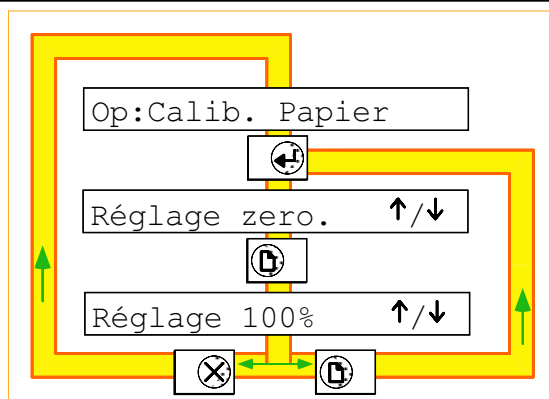 Op:Calib. Papier
Réglage zero. ↑/↓
Réglage 100% ↑/↓